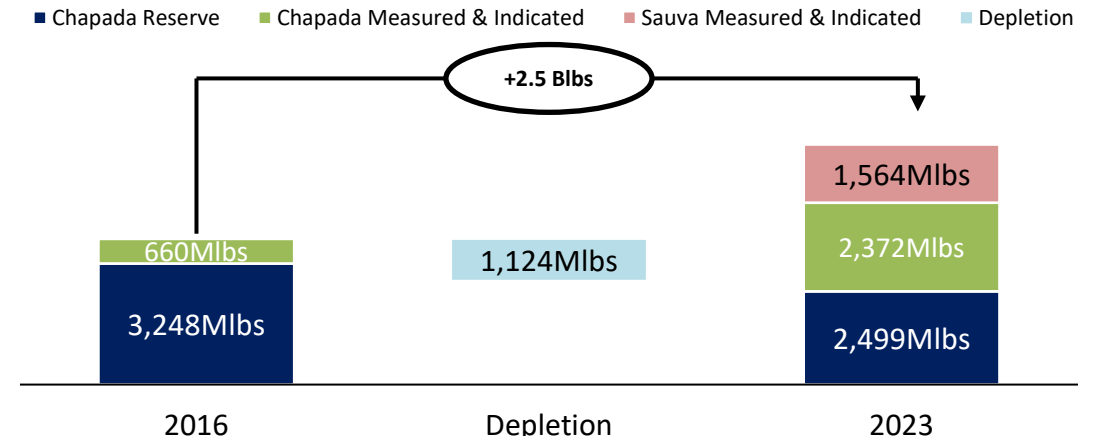 Chapada Reserve Chapada Measured & Indicated Sauva Measured & Indicated Depletion
+2.5 Blbs
1,564Mlbs
660Mlbs
1,124Mlbs
2,372Mlbs
3,248Mlbs
2,499Mlbs
2016 Depletion 2023